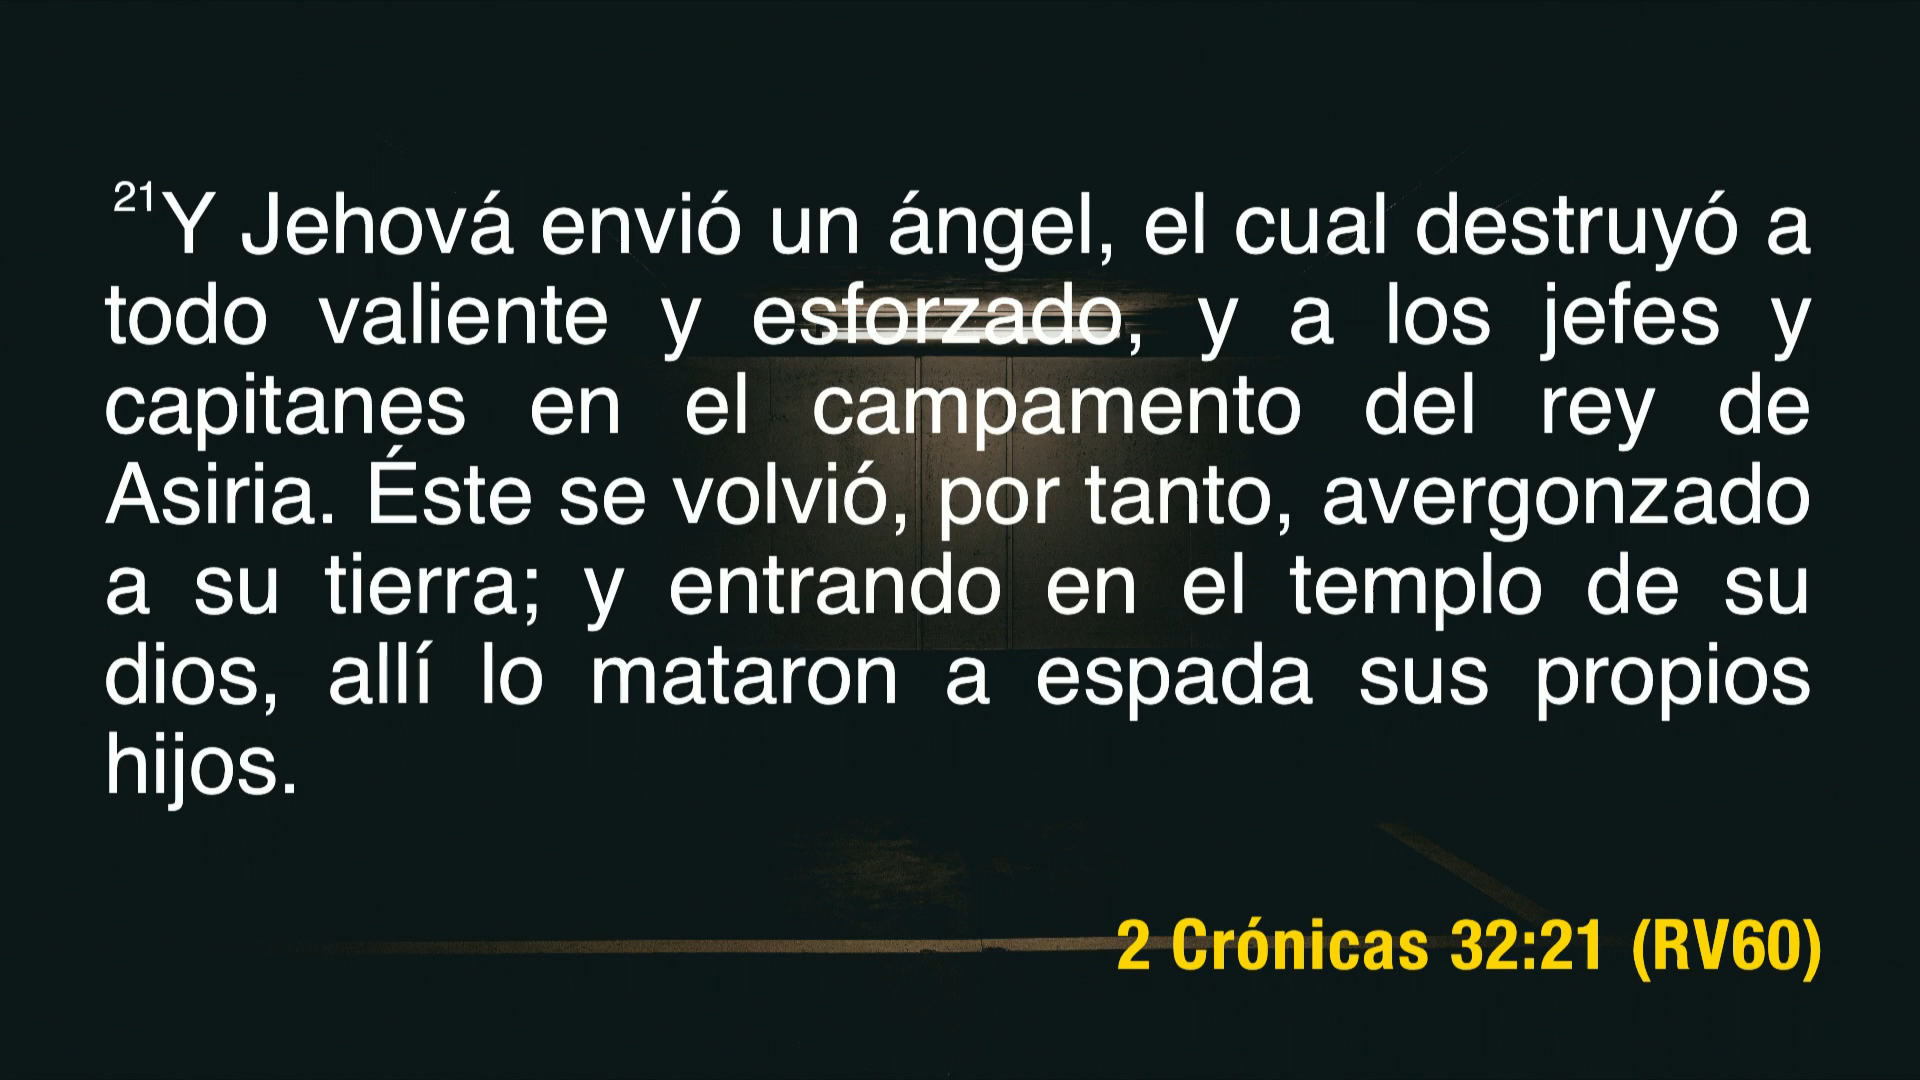 21Y Jehová envió un ángel, el cual destruyó a
todo valiente y esforzado, y a los jefes y
capitanes en el campamento del rey de
Asiria. Éste se volvió, por tanto, avergonzado
a su tierra; y entrando en el templo de su
dios, allí lo mataron a espada sus propios
hijos.
2 Crónicas 32:21 (RV60)